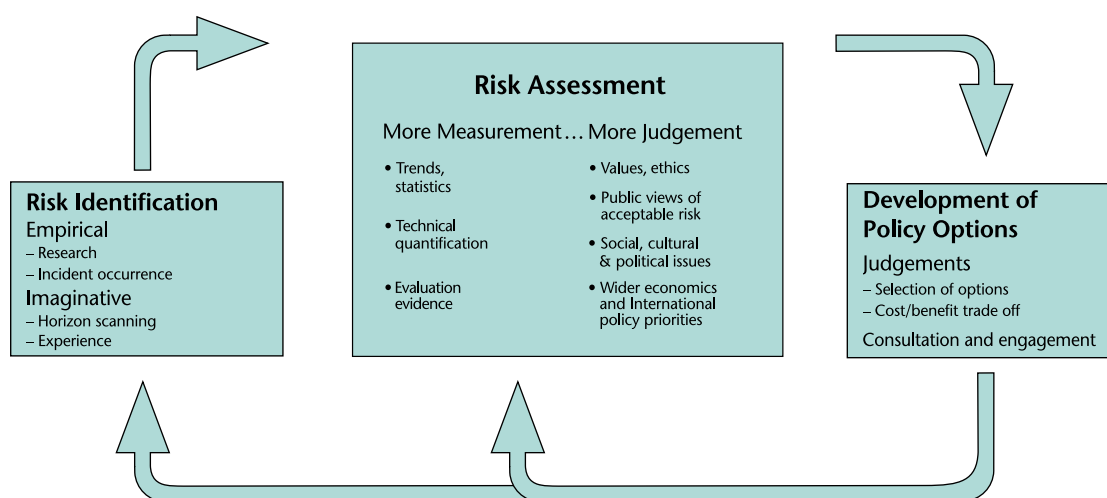 Risk Assessment
More Measurement… More Judgement
• Trends,
statistics
• Technical
quantification
• Evaluation
evidence
• Values, ethics
• Public views of
acceptable risk
• Social, cultural
& political issues
• Wider economics
and International
policy priorities
Risk Identification
Empirical
– Research
– Incident occurrence
Imaginative
– Horizon scanning
– Experience
Development of
Policy Options
Judgements
– Selection of options
– Cost/benefit trade off
Consultation and engagement